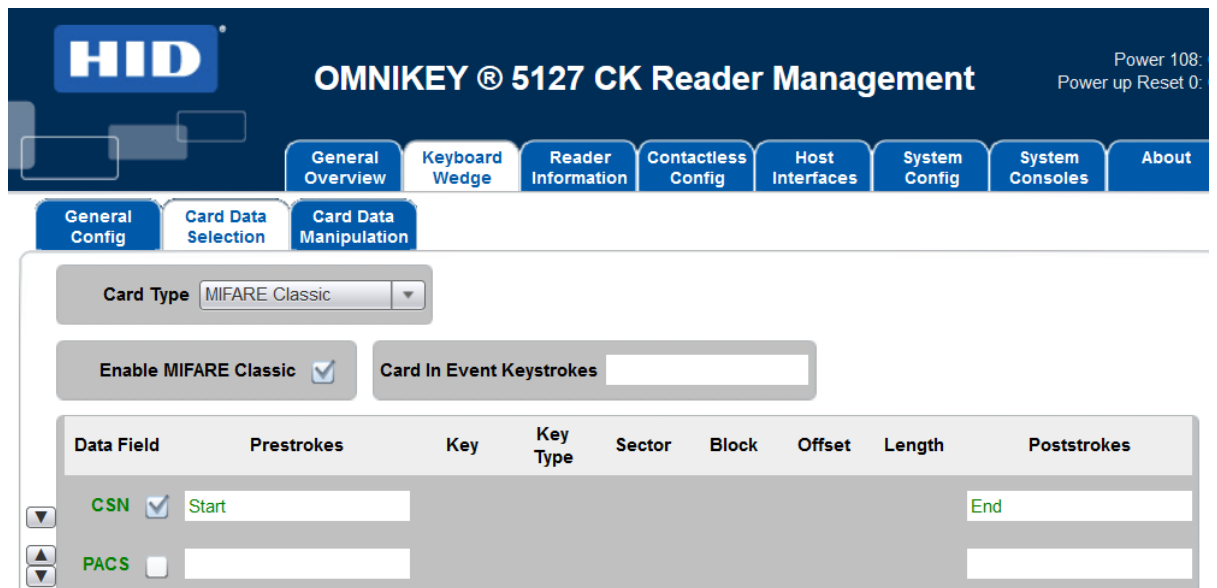 HID
OMNIKEY ® 5127 CK Reader Management
Power 108:
Power up Reset 0:
General Overview
Keyboard Wedge
Reader Information
Contactless Config
Host Interfaces
System Config
System Consoles
About
General Config
Card Data Selection
Card Data Manipulation
Card Type MIFARE Classic
Enable MIFARE Classic
Card In Event Keystrokes
Data Field Prestrokes Key Key Type Sector Block Offset Length Poststrokes
CSN Start End
PACS